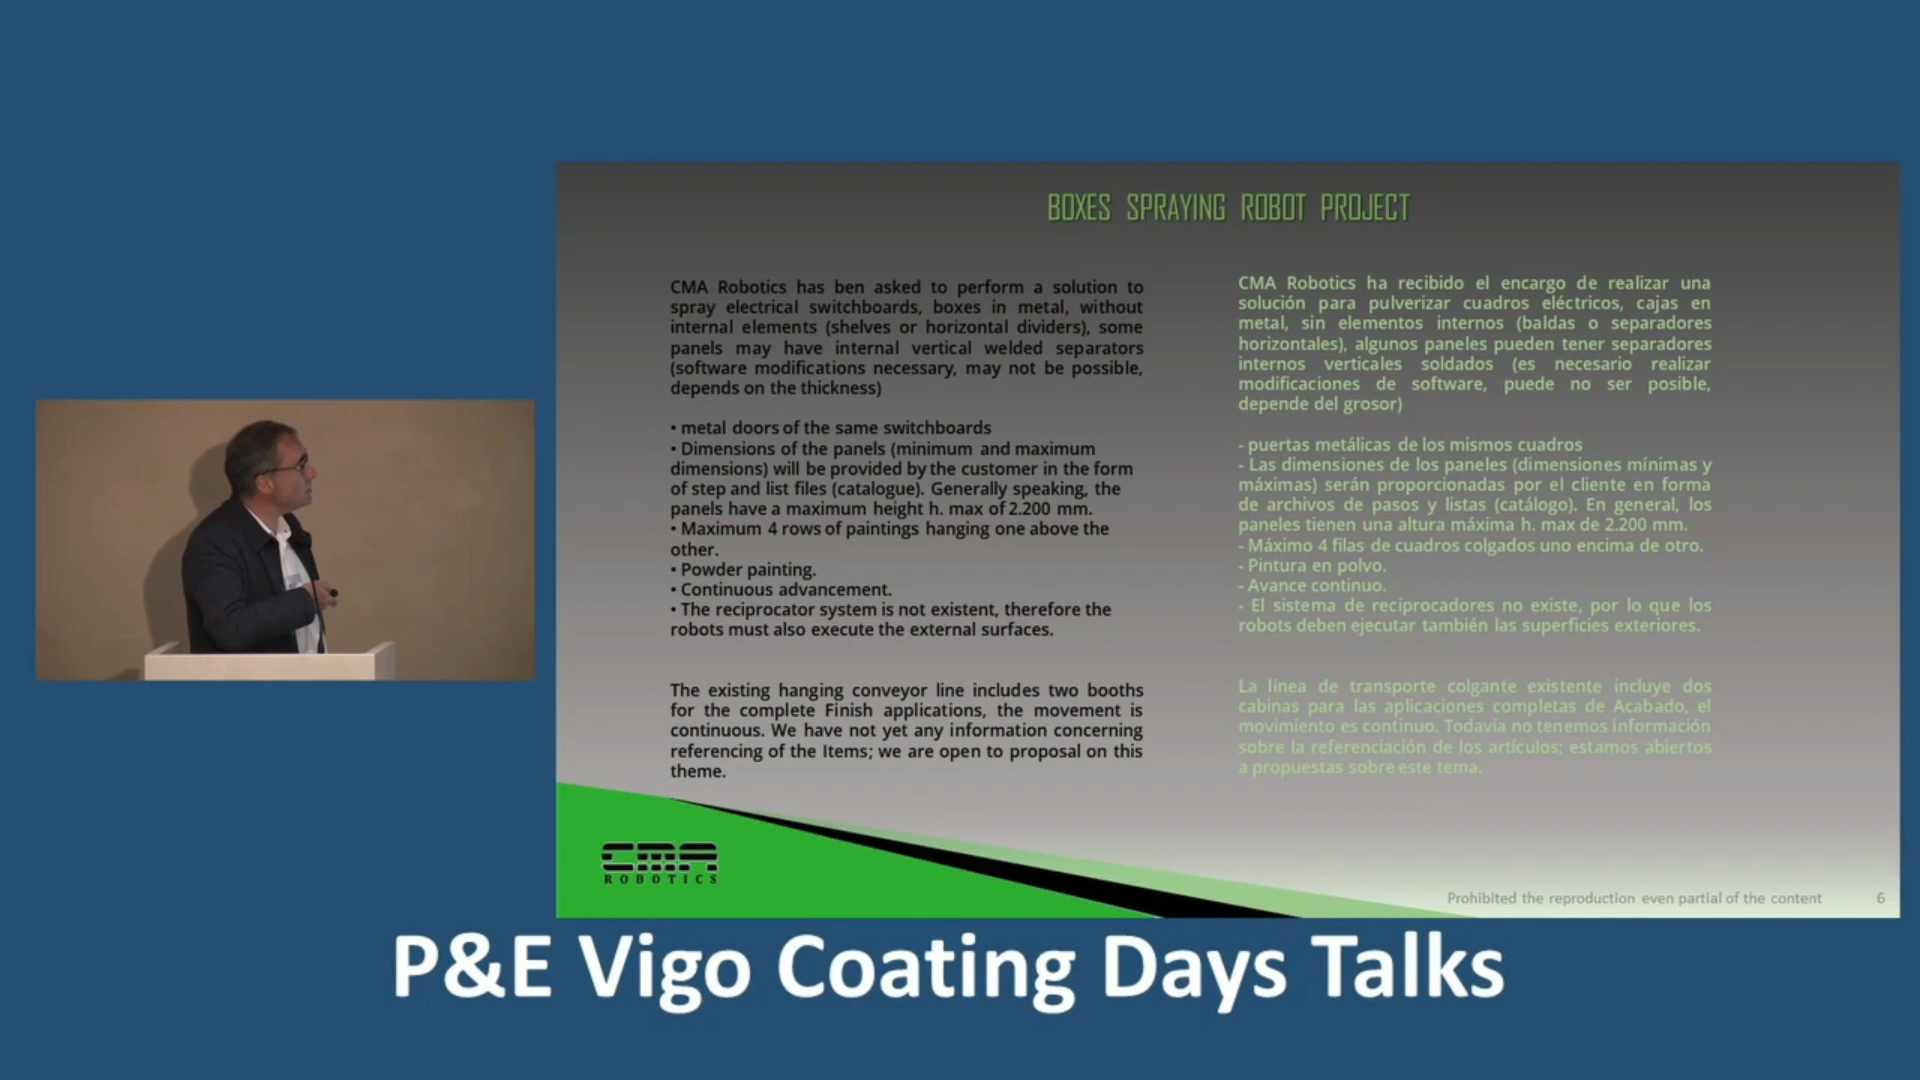 BOXES SPRAYING ROBOT PROJECT
CMA Robotics has ben asked to perform a solution to
spray electrical switchboards, boxes in metal, without
internal elements (shelves or horizontal dividers), some
panels may have internal vertical welded separators
(software modifications necessary, may not be possible,
depends on the thickness)
• metal doors of the same switchboards
• Dimensions of the panels (minimum and maximum
dimensions) will be provided by the customer in the form
of step and list files (catalogue). Generally speaking, the
panels have a maximum height h. max of 2.200 mm.
• Maximum 4 rows of paintings hanging one above the
other.
• Powder painting.
• Continuous advancement.
• The reciprocator system is not existent, therefore the
robots must also execute the external surfaces.
The existing hanging conveyor line includes two booths
for the complete Finish applications, the movement is
continuous. We have not yet any information concerning
referencing of the Items; we are open to proposal on this
theme.
CMA Robotics ha recibido el encargo de realizar una
solución para pulverizar cuadros eléctricos, cajas en
metal, sin elementos internos (baldas o separadores
horizontales), algunos paneles pueden tener separadores
internos verticales soldados (es necesario realizar
modificaciones de software, puede no ser posible,
depende del grosor)
- puertas metálicas de los mismos cuadros
- Las dimensiones de los paneles (dimensiones mínimas y
máximas) serán proporcionadas por el cliente en forma
de archivos de pasos y listas (catálogo). En general, los
paneles tienen una altura máxima h. max de 2.200 mm.
- Máximo 4 filas de cuadros colgados uno encima de otro.
- Pintura en polvo.
- Avance continuo.
- El sistema de reciprocadores no existe, por lo que los
robots deben ejecutar también las superficies exteriores.
La línea de transporte colgante existente incluye dos
cabinas para las aplicaciones completas de Acabado, el
movimiento es continuo. Todavía no tenemos información
sobre la referenciación de los artículos; estamos abiertos
a propuestas sobre este tema.
CMA
ROBOTICS
Prohibited the reproduction even partial of the content 6
P&E Vigo Coating Days Talks